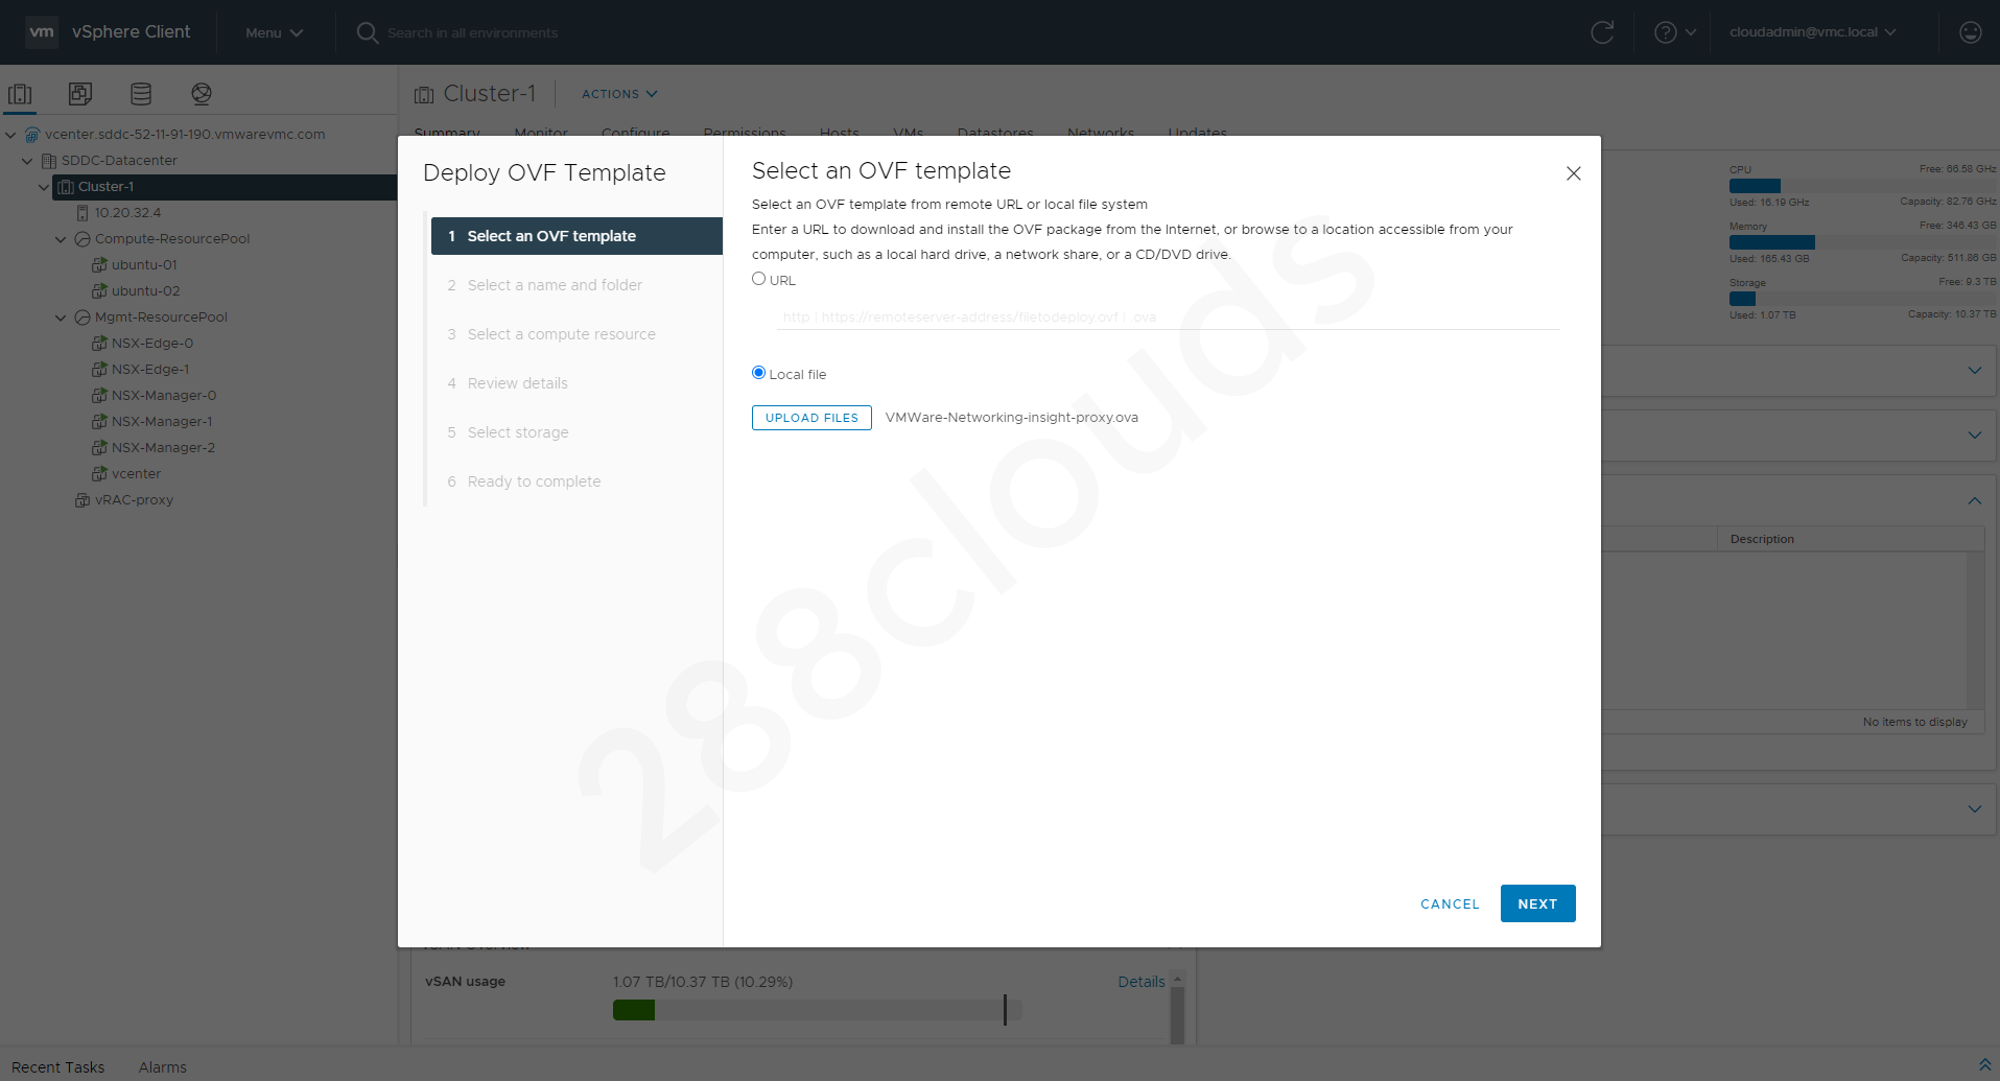 vm vSphere Client Menu Search in all environments cloudadmin@vmc.local
Cluster-1 ACTIONS
Summary Monitor Configure Permissions Hosts VMs Datastores Networks Updates
vcenter.sddc-52-11-91-190.vmwarevmc.com
SDDC-Datacenter
Cluster-1
10.20.32.4
Compute-ResourcePool
ubuntu-01
ubuntu-02
Mgmt-ResourcePool
NSX-Edge-0
NSX-Edge-1
NSX-Manager-0
NSX-Manager-1
NSX-Manager-2
vcenter
vRAC-proxy
Deploy OVF Template
1 Select an OVF template
2 Select a name and folder
3 Select a compute resource
4 Review details
5 Select storage
6 Ready to complete
Select an OVF template
Select an OVF template from remote URL or local file system
Enter a URL to download and install the OVF package from the Internet, or browse to a location accessible from your
computer, such as a local hard drive, a network share, or a CD/DVD drive.
URL
http | https://remoteserver-address/filetodeploy.ovf | .ova
Local file
UPLOAD FILES VMWare-Networking-insight-proxy.ova
CANCEL NEXT
288clouds
CPU Free: 66.58 GHz
Used: 16.19 GHz Capacity: 82.76 GHz
Memory Free: 346.43 GB
Used: 165.43 GB Capacity: 511.86 GB
Storage Free: 9.3 TB
Used: 1.07 TB Capacity: 10.37 TB
Description
No items to display
vSAN Overview
vSAN usage 1.07 TB/10.37 TB (10.29%) Details
Recent Tasks Alarms